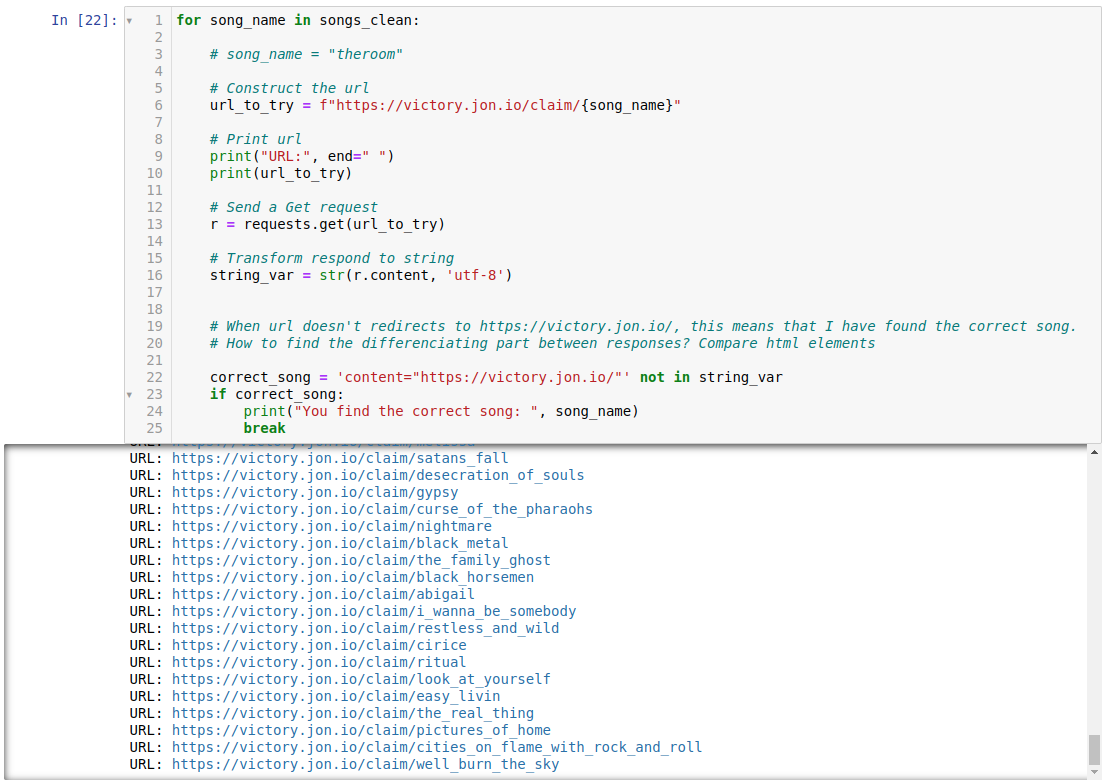 In [22]:
1 for song_name in songs_clean:
2
3 # song_name = "theroom"
4
5 # Construct the url
6 url_to_try = f"https://victory.jon.io/claim/{song_name}"
7
8 # Print url
9 print("URL:", end=" ")
10 print(url_to_try)
11
12 # Send a Get request
13 r = requests.get(url_to_try)
14
15 # Transform respond to string
16 string_var = str(r.content, 'utf-8')
17
18
19 # When url doesn't redirects to https://victory.jon.io/, this means that I have found the correct song.
20 # How to find the differenciating part between responses? Compare html elements
21
22 correct_song = 'content="https://victory.jon.io/"' not in string_var
23 if correct_song:
24 print("You find the correct song: ", song_name)
25 break
URL: https://victory.jon.io/claim/satans_fall
URL: https://victory.jon.io/claim/desecration_of_souls
URL: https://victory.jon.io/claim/gypsy
URL: https://victory.jon.io/claim/curse_of_the_pharaohs
URL: https://victory.jon.io/claim/nightmare
URL: https://victory.jon.io/claim/black_metal
URL: https://victory.jon.io/claim/the_family_ghost
URL: https://victory.jon.io/claim/black_horsemen
URL: https://victory.jon.io/claim/abigail
URL: https://victory.jon.io/claim/i_wanna_be_somebody
URL: https://victory.jon.io/claim/restless_and_wild
URL: https://victory.jon.io/claim/cirice
URL: https://victory.jon.io/claim/ritual
URL: https://victory.jon.io/claim/look_at_yourself
URL: https://victory.jon.io/claim/easy_livin
URL: https://victory.jon.io/claim/the_real_thing
URL: https://victory.jon.io/claim/pictures_of_home
URL: https://victory.jon.io/claim/cities_on_flame_with_rock_and_roll
URL: https://victory.jon.io/claim/well_burn_the_sky